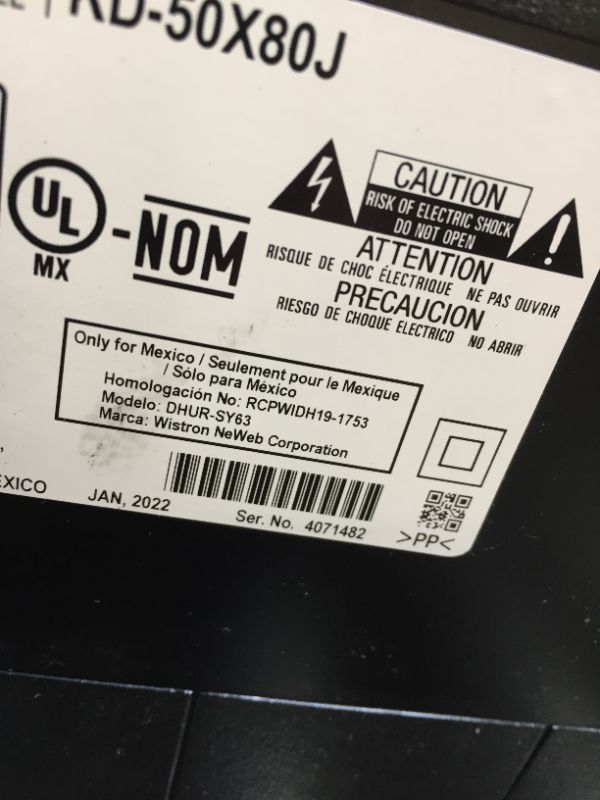 KD-50X80J
UL
MX
-NOM
CAUTION
RISK OF ELECTRIC SHOCK
DO NOT OPEN
ATTENTION
RISQUE DE CHOC ÉLECTRIQUE NE PAS OUVRIR
PRECAUCION
RIESGO DE CHOQUE ELECTRICO NO ABRIR
Only for Mexico / Seulement pour le Mexique
/ Sólo para México
Homologación No: RCPWIDH19-1753
Modelo: DHUR-SY63
Marca: Wistron NeWeb Corporation
JAN, 2022
Ser. No. 4071482
>PP<